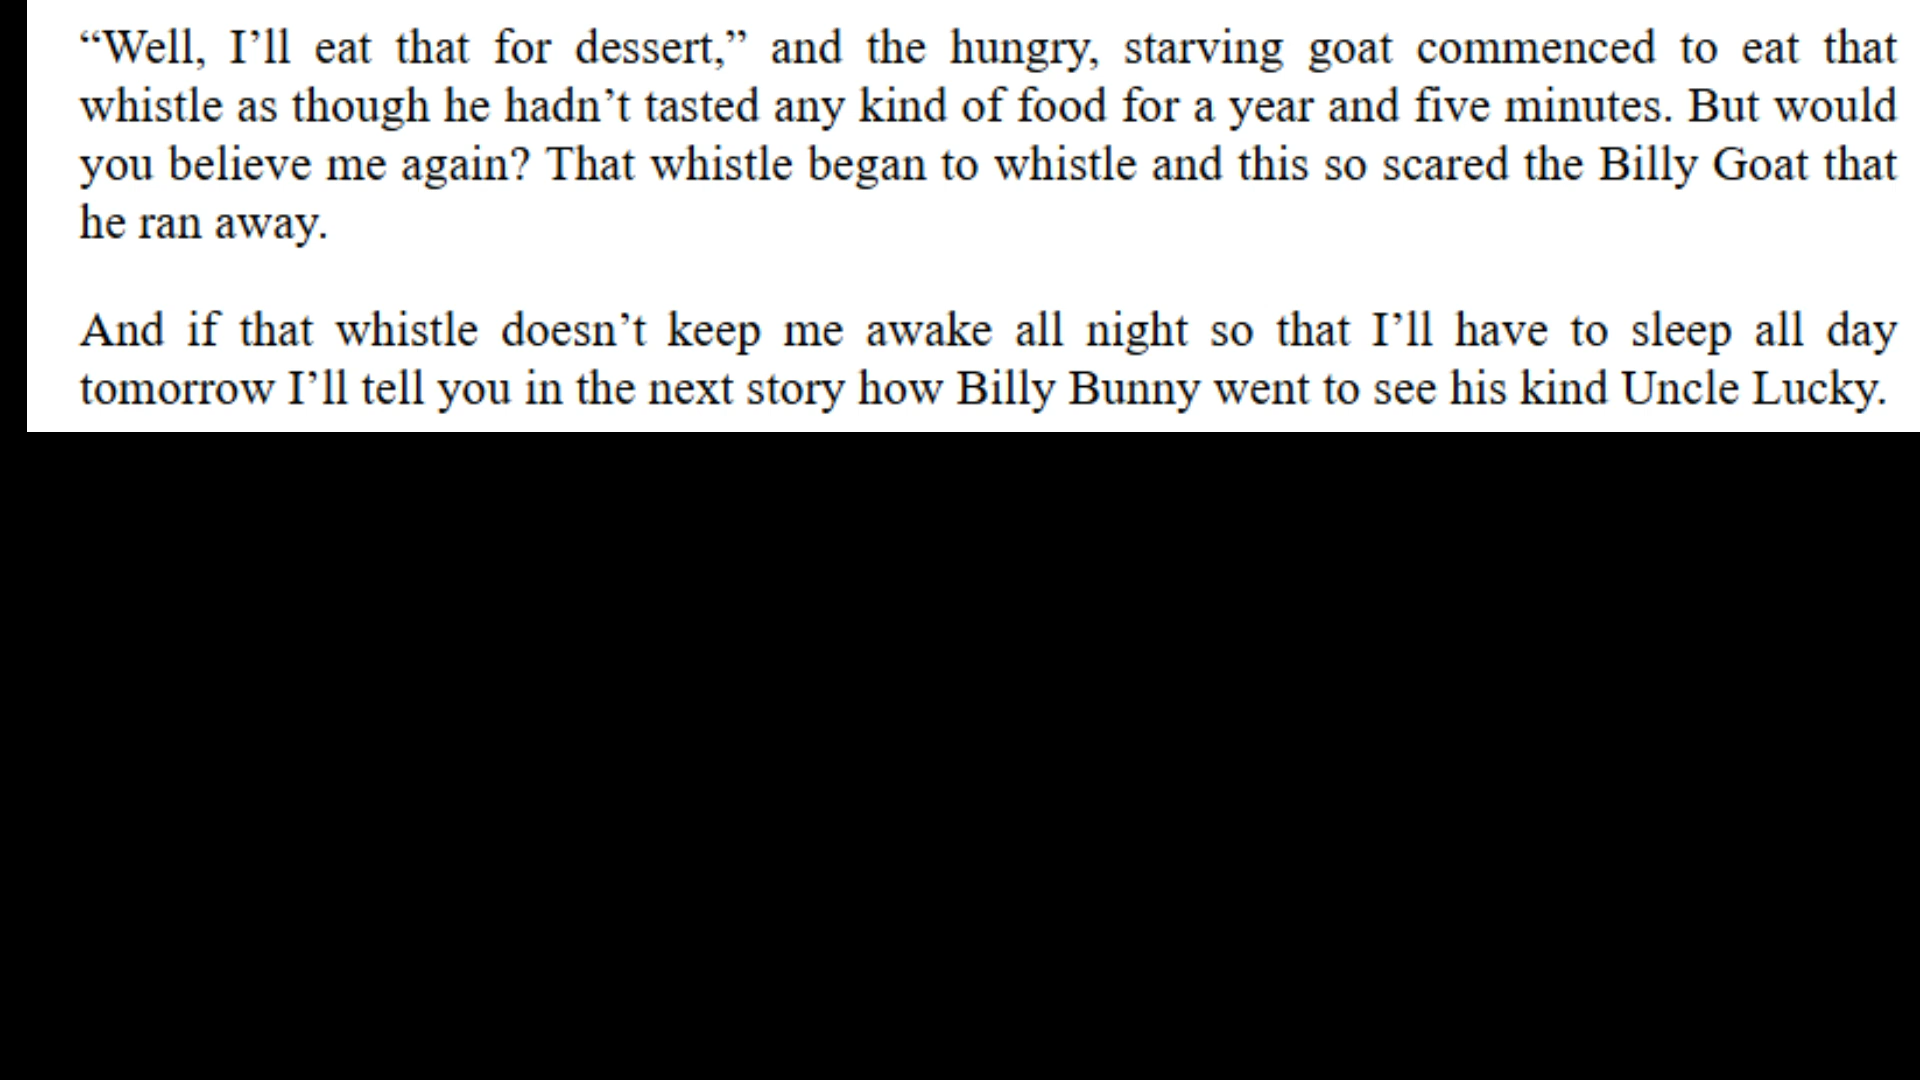 “Well, I’ll eat that for dessert,” and the hungry, starving goat commenced to eat that
whistle as though he hadn’t tasted any kind of food for a year and five minutes. But would
you believe me again? That whistle began to whistle and this so scared the Billy Goat that
he ran away.
And if that whistle doesn’t keep me awake all night so that I’ll have to sleep all day
tomorrow I’ll tell you in the next story how Billy Bunny went to see his kind Uncle Lucky.